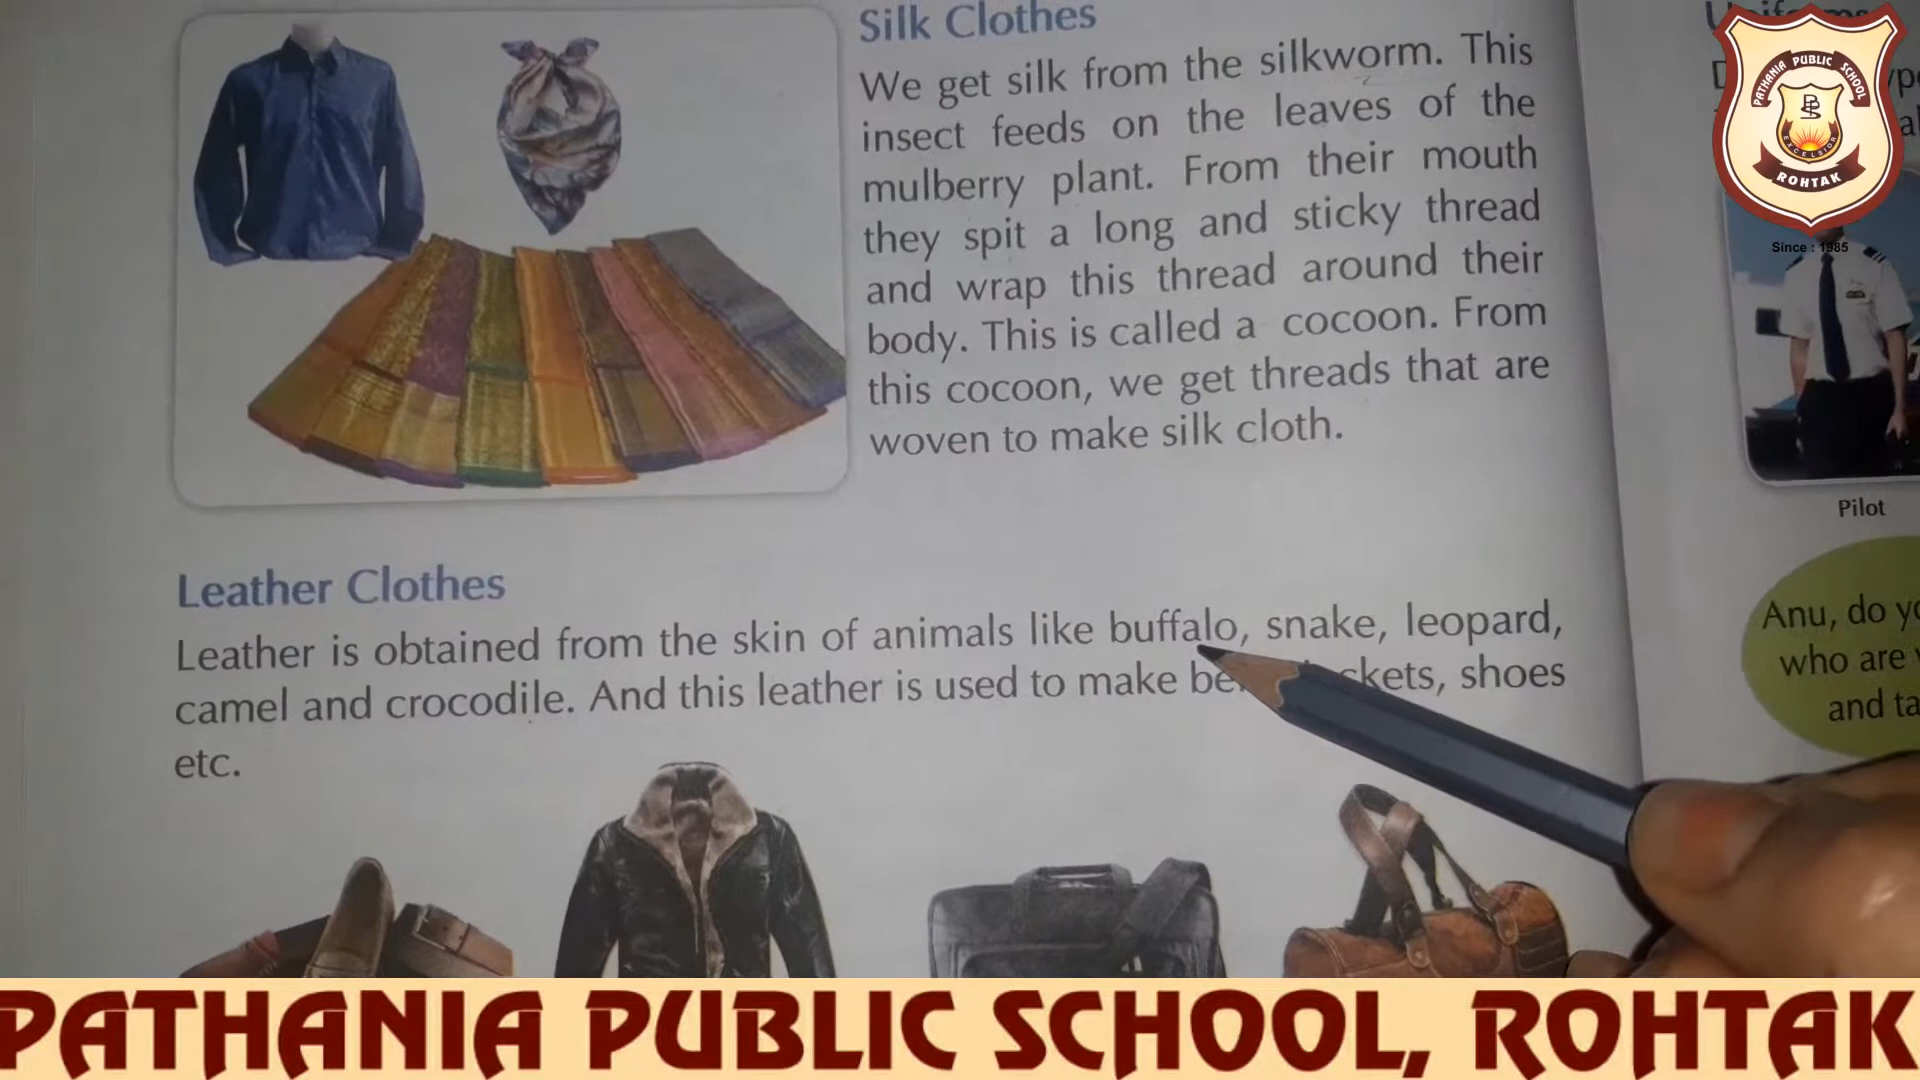 Silk Clothes
We get silk from the silkworm. This
insect feeds on the leaves of the
mulberry plant. From their mouth
they spit a long and sticky thread
and wrap this thread around their
body. This is called a cocoon. From
this cocoon, we get threads that are
woven to make silk cloth.
Leather Clothes
Leather is obtained from the skin of animals like buffalo, snake, leopard,
camel and crocodile. And this leather is used to make shoes
etc.
PATHANIA PUBLIC SCHOOL
EXCELSIOR
ROHTAK
Since : 1985
Pilot
Anu, do
who are
and
PATHANIA PUBLIC SCHOOL, ROHTAK